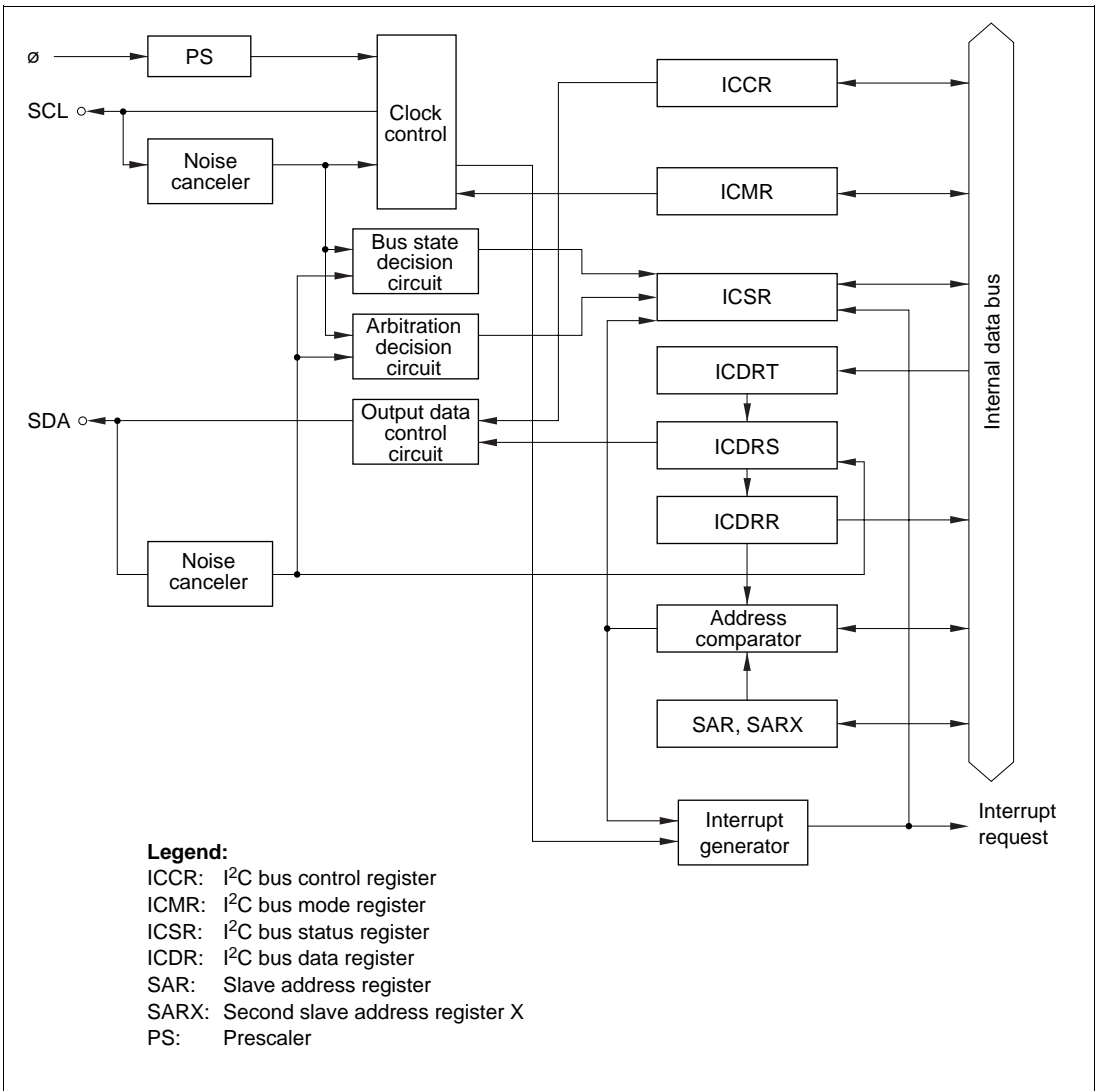 ø
PS
ICCR
SCL
Clock
control
Noise
canceler
ICMR
Bus state
decision
circuit
ICSR
Arbitration
decision
circuit
ICDRT
Internal data bus
SDA
Output data
control
circuit
ICDRS
ICDRR
Noise
canceler
Address
comparator
SAR, SARX
Interrupt
generator
Interrupt
request
Legend:
ICCR: I²C bus control register
ICMR: I²C bus mode register
ICSR: I²C bus status register
ICDR: I²C bus data register
SAR: Slave address register
SARX: Second slave address register X
PS: Prescaler